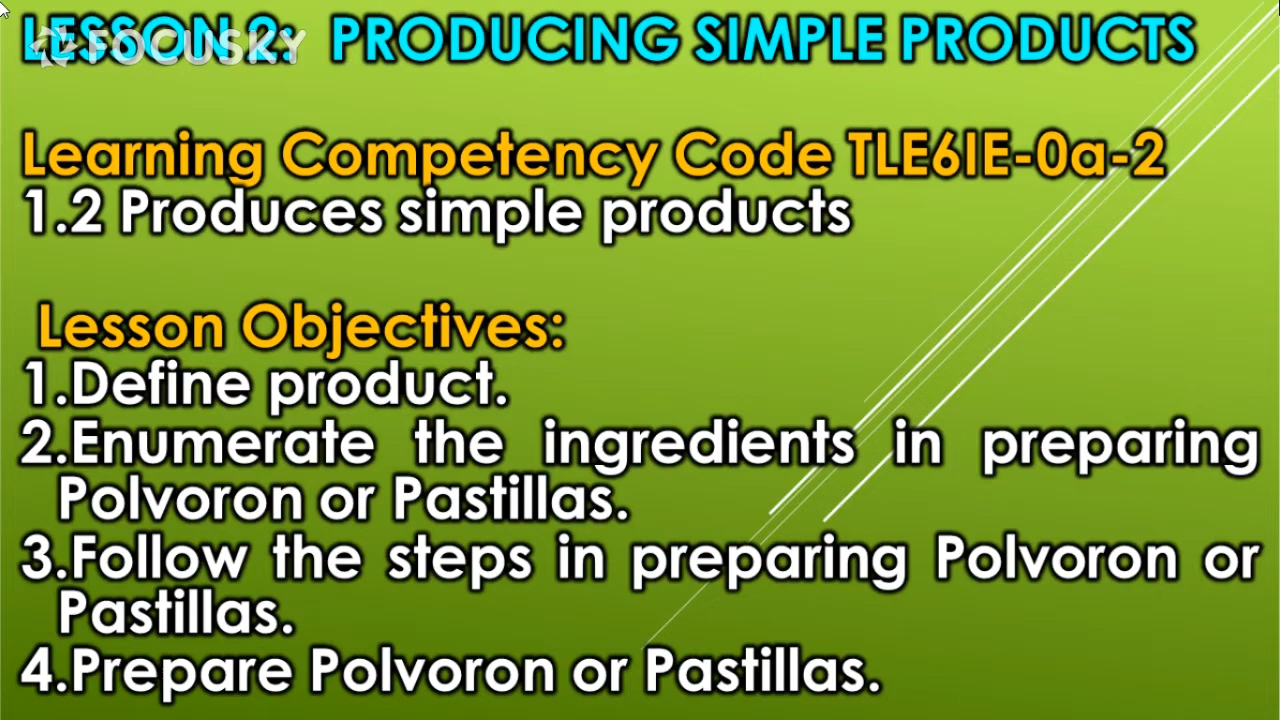 LESSON 2: PRODUCING SIMPLE PRODUCTS
FOCUSKY
Learning Competency Code TLE6IE-0a-2
1.2 Produces simple products
Lesson Objectives:
1.Define product.
2.Enumerate the ingredients in preparing
Polvoron or Pastillas.
3.Follow the steps in preparing Polvoron or
Pastillas.
4.Prepare Polvoron or Pastillas.